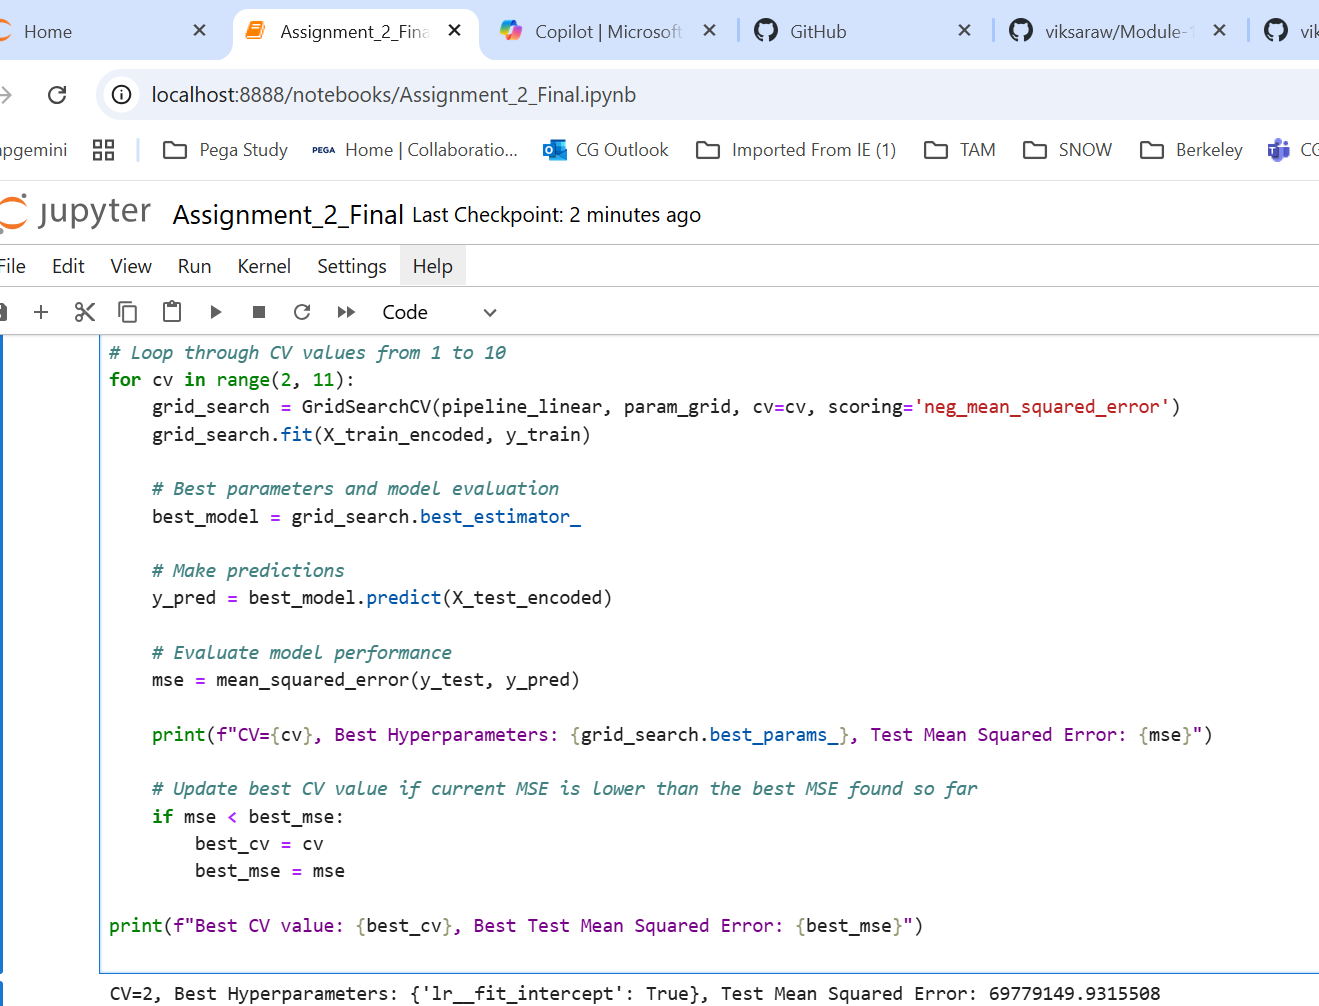 Home
Assignment_2_Fina
Copilot | Microsoft
GitHub
viksaraw/Module-1
vik
localhost:8888/notebooks/Assignment_2_Final.ipynb
apgemini
Pega Study
PEGA
Home | Collaboratio...
CG Outlook
Imported From IE (1)
TAM
SNOW
Berkeley
CG
jupyter Assignment_2_Final Last Checkpoint: 2 minutes ago
File Edit View Run Kernel Settings Help
Code
# Loop through CV values from 1 to 10
for cv in range(2, 11):
    grid_search = GridSearchCV(pipeline_linear, param_grid, cv=cv, scoring='neg_mean_squared_error')
    grid_search.fit(X_train_encoded, y_train)
    # Best parameters and model evaluation
    best_model = grid_search.best_estimator_
    # Make predictions
    y_pred = best_model.predict(X_test_encoded)
    # Evaluate model performance
    mse = mean_squared_error(y_test, y_pred)
    print(f"CV={cv}, Best Hyperparameters: {grid_search.best_params_}, Test Mean Squared Error: {mse}")
    # Update best CV value if current MSE is lower than the best MSE found so far
    if mse < best_mse:
        best_cv = cv
        best_mse = mse
print(f"Best CV value: {best_cv}, Best Test Mean Squared Error: {best_mse}")
CV=2, Best Hyperparameters: {'lr__fit_intercept': True}, Test Mean Squared Error: 69779149.9315508